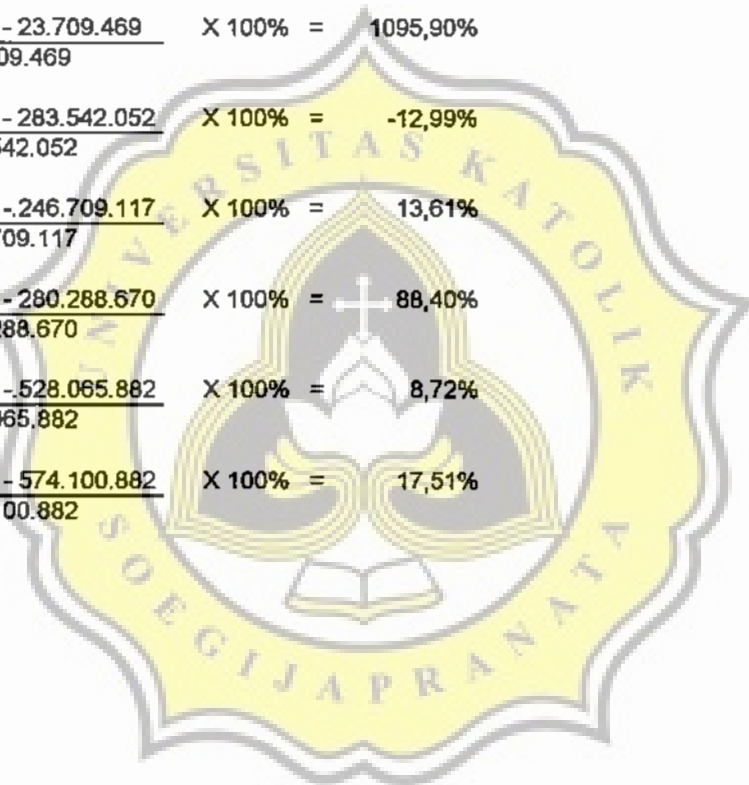 - 23.709.469 X 100% = 1095,90%
09.469
- 283.542.052 X 100% = -12,99%
542.052
-.246.709.117 X 100% = 13,61%
709.117
- 280.288.670 X 100% = 88,40%
288.670
-.528.065.882 X 100% = 8,72%
065.882
- 574.100.882 X 100% = 17,51%
00.882
UNIVERSITAS KATOLIK
SOEGIJAPRANATA